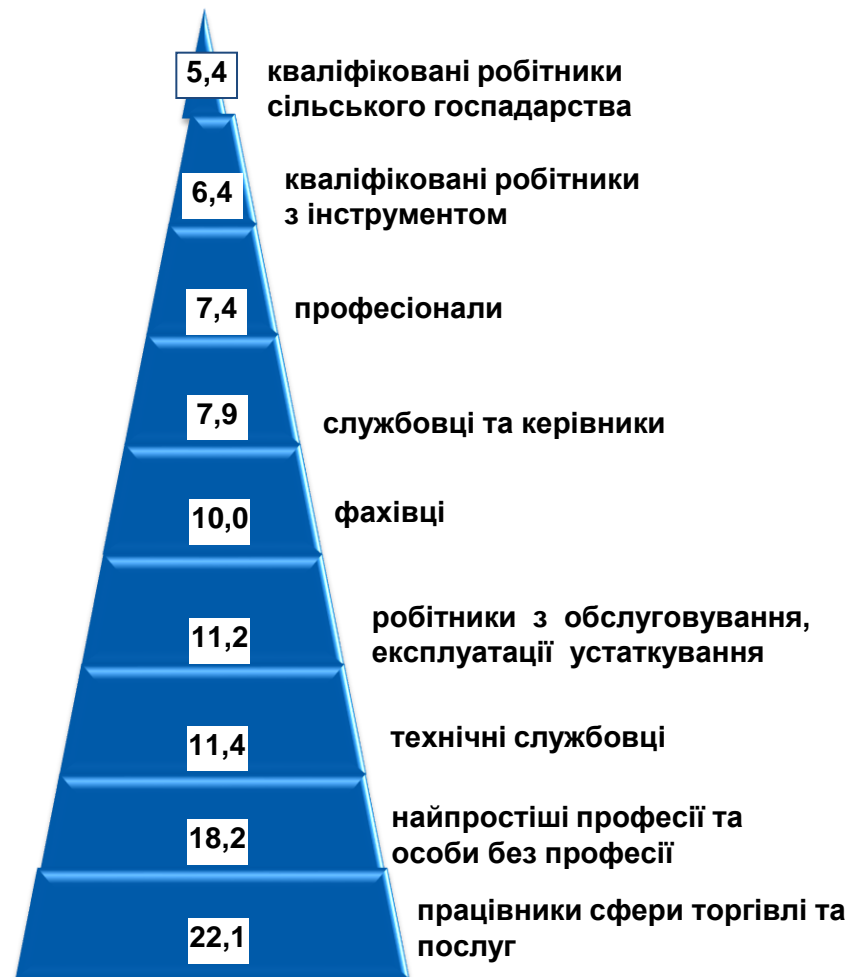 5,4
кваліфіковані робітники
сільського господарства
6,4
кваліфіковані робітники
з інструментом
7,4
професіонали
7,9
службовці та керівники
10,0
фахівці
11,2
робітники з обслуговування,
експлуатації устаткування
11,4
технічні службовці
18,2
найпростіші професії та
особи без професії
22,1
працівники сфери торгівлі та
послуг